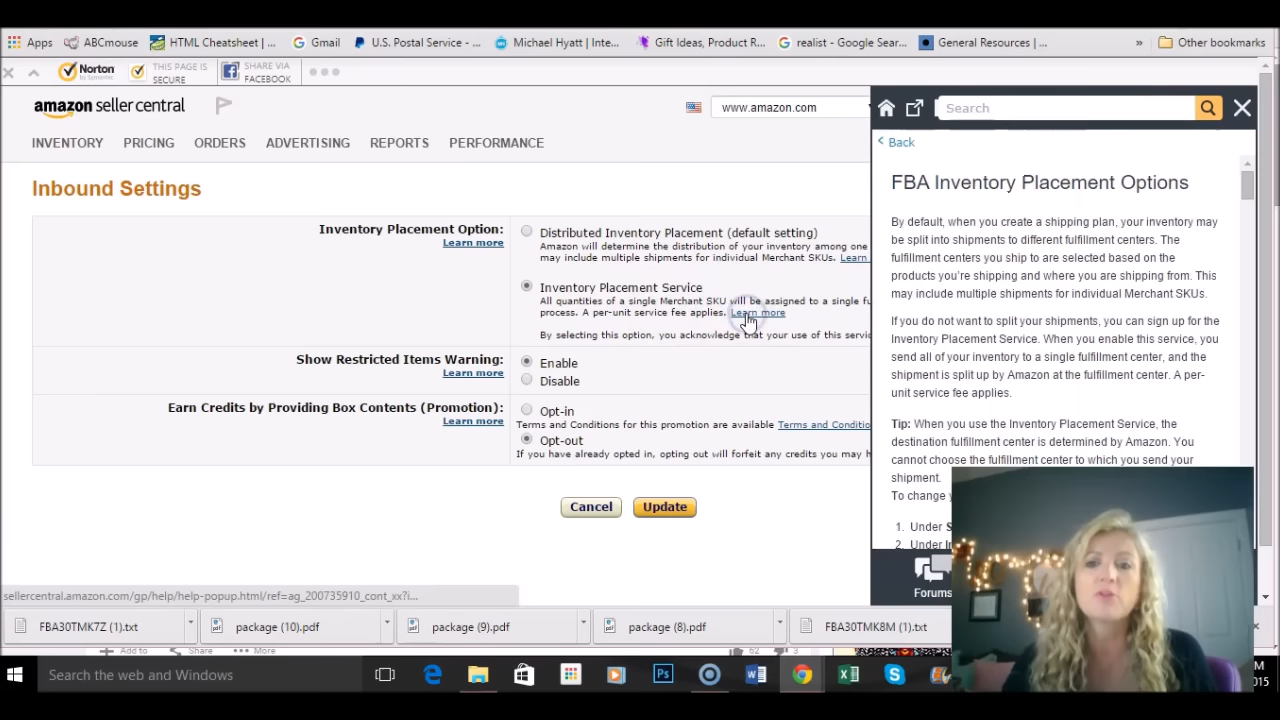 Apps ABCmouse HTML Cheatsheet | ... Gmail U.S. Postal Service - ... Michael Hyatt | Inte... Gift Ideas, Product R... realist - Google Sear... General Resources | ... » Other bookmarks
Norton by Symantec THIS PAGE IS SECURE SHARE VIA FACEBOOK
amazon seller central www.amazon.com Search
INVENTORY PRICING ORDERS ADVERTISING REPORTS PERFORMANCE
Inbound Settings
Inventory Placement Option:
Learn more
Distributed Inventory Placement (default setting)
Amazon will determine the distribution of your inventory among one
may include multiple shipments for individual Merchant SKUs. Learn
Inventory Placement Service
All quantities of a single Merchant SKU will be assigned to a single fu
process. A per-unit service fee applies. Learn more
By selecting this option, you acknowledge that your use of this servic
Show Restricted Items Warning:
Learn more
Enable
Disable
Earn Credits by Providing Box Contents (Promotion):
Learn more
Opt-in
Terms and Conditions for this promotion are available Terms and Conditio
Opt-out
If you have already opted in, opting out will forfeit any credits you may h
Cancel Update
Back
FBA Inventory Placement Options
By default, when you create a shipping plan, your inventory may
be split into shipments to different fulfillment centers. The
fulfillment centers you ship to are selected based on the
products you're shipping and where you are shipping from. This
may include multiple shipments for individual Merchant SKUs.
If you do not want to split your shipments, you can sign up for the
Inventory Placement Service. When you enable this service, you
send all of your inventory to a single fulfillment center, and the
shipment is split up by Amazon at the fulfillment center. A per-
unit service fee applies.
Tip: When you use the Inventory Placement Service, the
destination fulfillment center is determined by Amazon. You
cannot choose the fulfillment center to which you send your
shipment.
To change
1. Under S
2. Under I
Forums
sellercentral.amazon.com/gp/help/help-popup.html/ref=ag_200735910_cont_xx?i...
FBA30TMK7Z (1).txt package (10).pdf package (9).pdf package (8).pdf FBA30TMK8M (1).txt
Add to Share More 62 3
Search the web and Windows
M
015